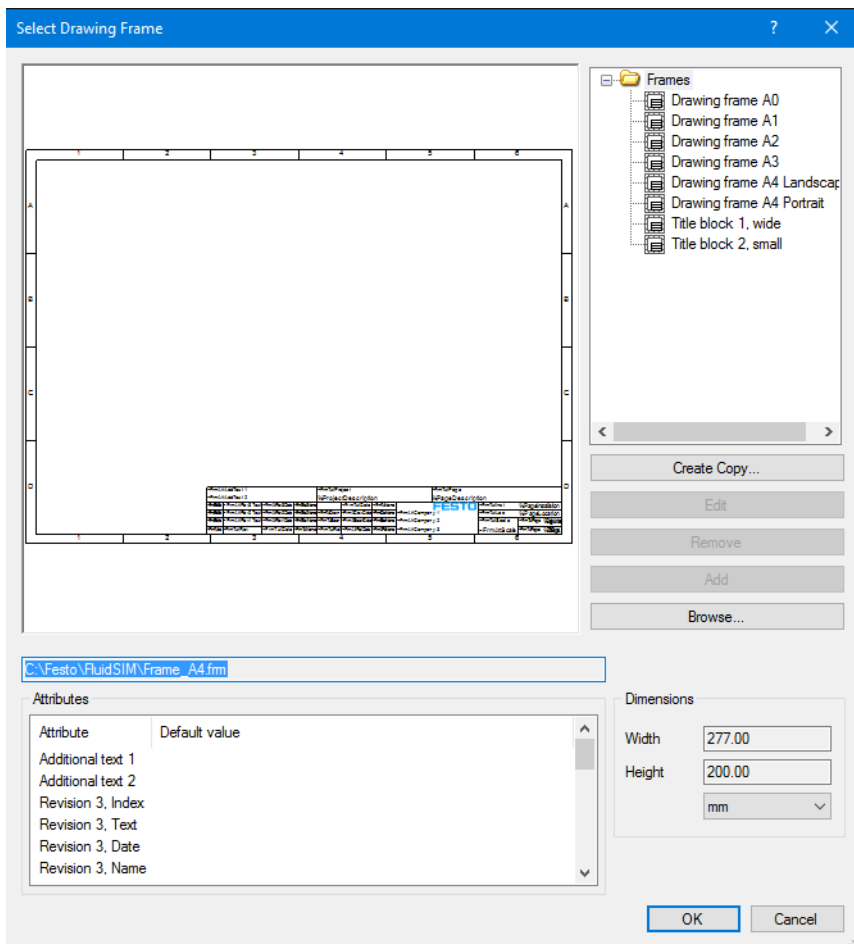 Select Drawing Frame
?
Frames
Drawing frame A0
Drawing frame A1
Drawing frame A2
Drawing frame A3
Drawing frame A4 Landscap
Drawing frame A4 Portrait
Title block 1, wide
Title block 2, small
1 2 3 4 5 6
A A
B B
C C
D D
%ProjectDescription
%PageDescription
FESTO
1 2 3 4 5 6
Create Copy...
Edit
Remove
Add
Browse...
C:\Festo\FluidSIM\Frame_A4.frm
Attributes
Attribute Default value
Additional text 1
Additional text 2
Revision 3, Index
Revision 3, Text
Revision 3, Date
Revision 3, Name
Dimensions
Width 277.00
Height 200.00
mm
OK Cancel